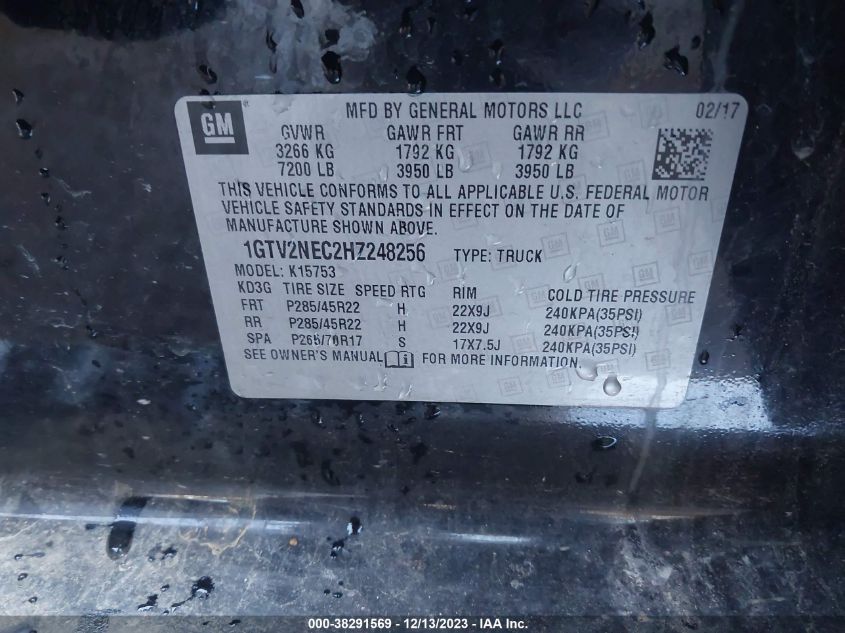 GM
MFD BY GENERAL MOTORS LLC 02/17
GVWR GAWR FRT GAWR RR
3266 KG 1792 KG 1792 KG
7200 LB 3950 LB 3950 LB
THIS VEHICLE CONFORMS TO ALL APPLICABLE U.S. FEDERAL MOTOR
VEHICLE SAFETY STANDARDS IN EFFECT ON THE DATE OF
MANUFACTURE SHOWN ABOVE.
1GTV2NEC2HZ248256 TYPE: TRUCK
MODEL: K15753
KD3G TIRE SIZE SPEED RTG RIM COLD TIRE PRESSURE
FRT P285/45R22 H 22X9J 240KPA(35PSI)
RR P285/45R22 H 22X9J 240KPA(35PSI)
SPA P265/70R17 S 17X7.5J 240KPA(35PSI)
SEE OWNER'S MANUAL FOR MORE INFORMATION.
000-38291569 - 12/13/2023 - IAA Inc.